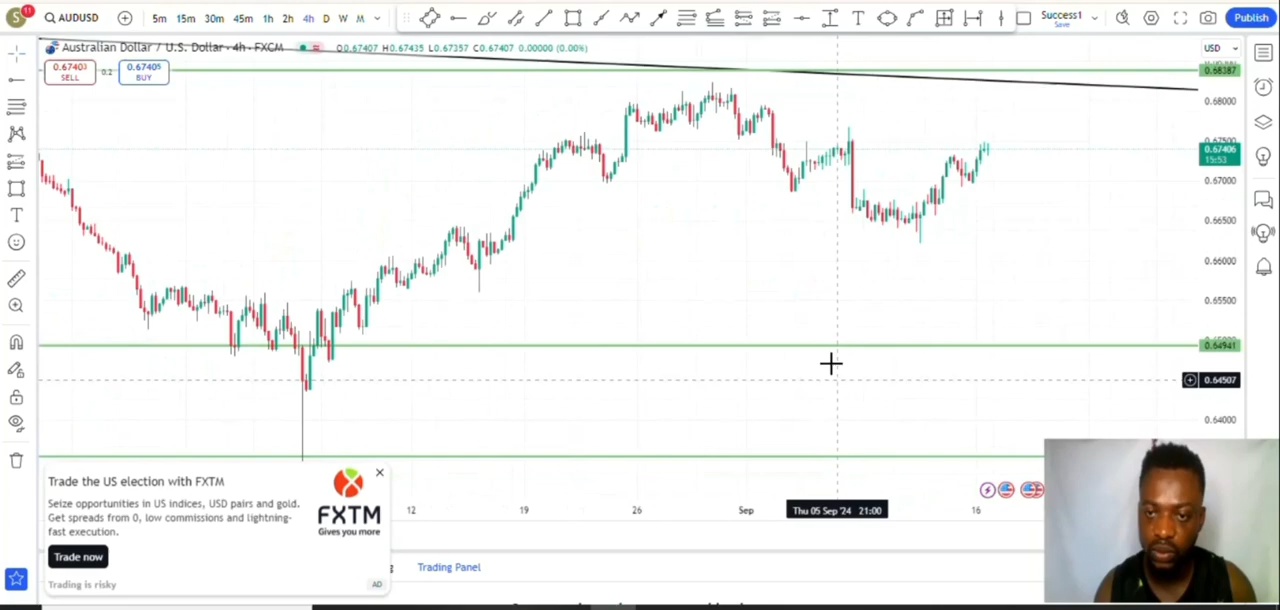 S 11 AUDUSD 5m 15m 30m 45m 1h 2h 4h D W M Success1 Save Publish
Australian Dollar / U.S. Dollar · 4h · FXCM O0.67407 H0.67435 L0.67357 C0.67407 0.00000 (0.00%) USD
0.67403 SELL 0.2 0.67405 BUY
0.68387
0.68000
0.67406
15:53
0.67000
0.66500
0.66000
0.65500
0.64941
0.64507
0.64000
Trade the US election with FXTM
Seize opportunities in US indices, USD pairs and gold.
Get spreads from 0, low commissions and lightning-
fast execution.
FXTM
Gives you more
Trade now
Trading is risky
AD
12 19 26 Sep Thu 05 Sep '24 21:00 16
Trading Panel